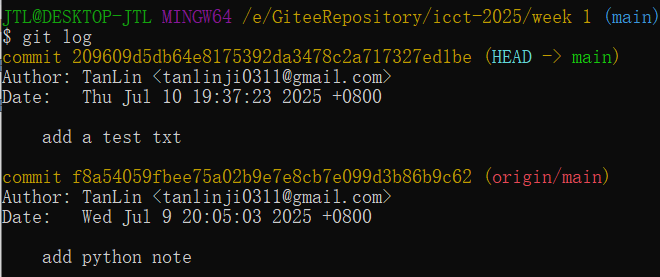 JTL@DESKTOP-JTL MINGW64 /e/GiteeRepository/icct-2025/week 1 (main)
$ git log
commit 209609d5db64e8175392da3478c2a717327ed1be (HEAD -> main)
Author: TanLin <tanlinji0311@gmail.com>
Date:   Thu Jul 10 19:37:23 2025 +0800
    add a test txt
commit f8a54059fbee75a02b9e7e8cb7e099d3b86b9c62 (origin/main)
Author: TanLin <tanlinji0311@gmail.com>
Date:   Wed Jul 9 20:05:03 2025 +0800
    add python note